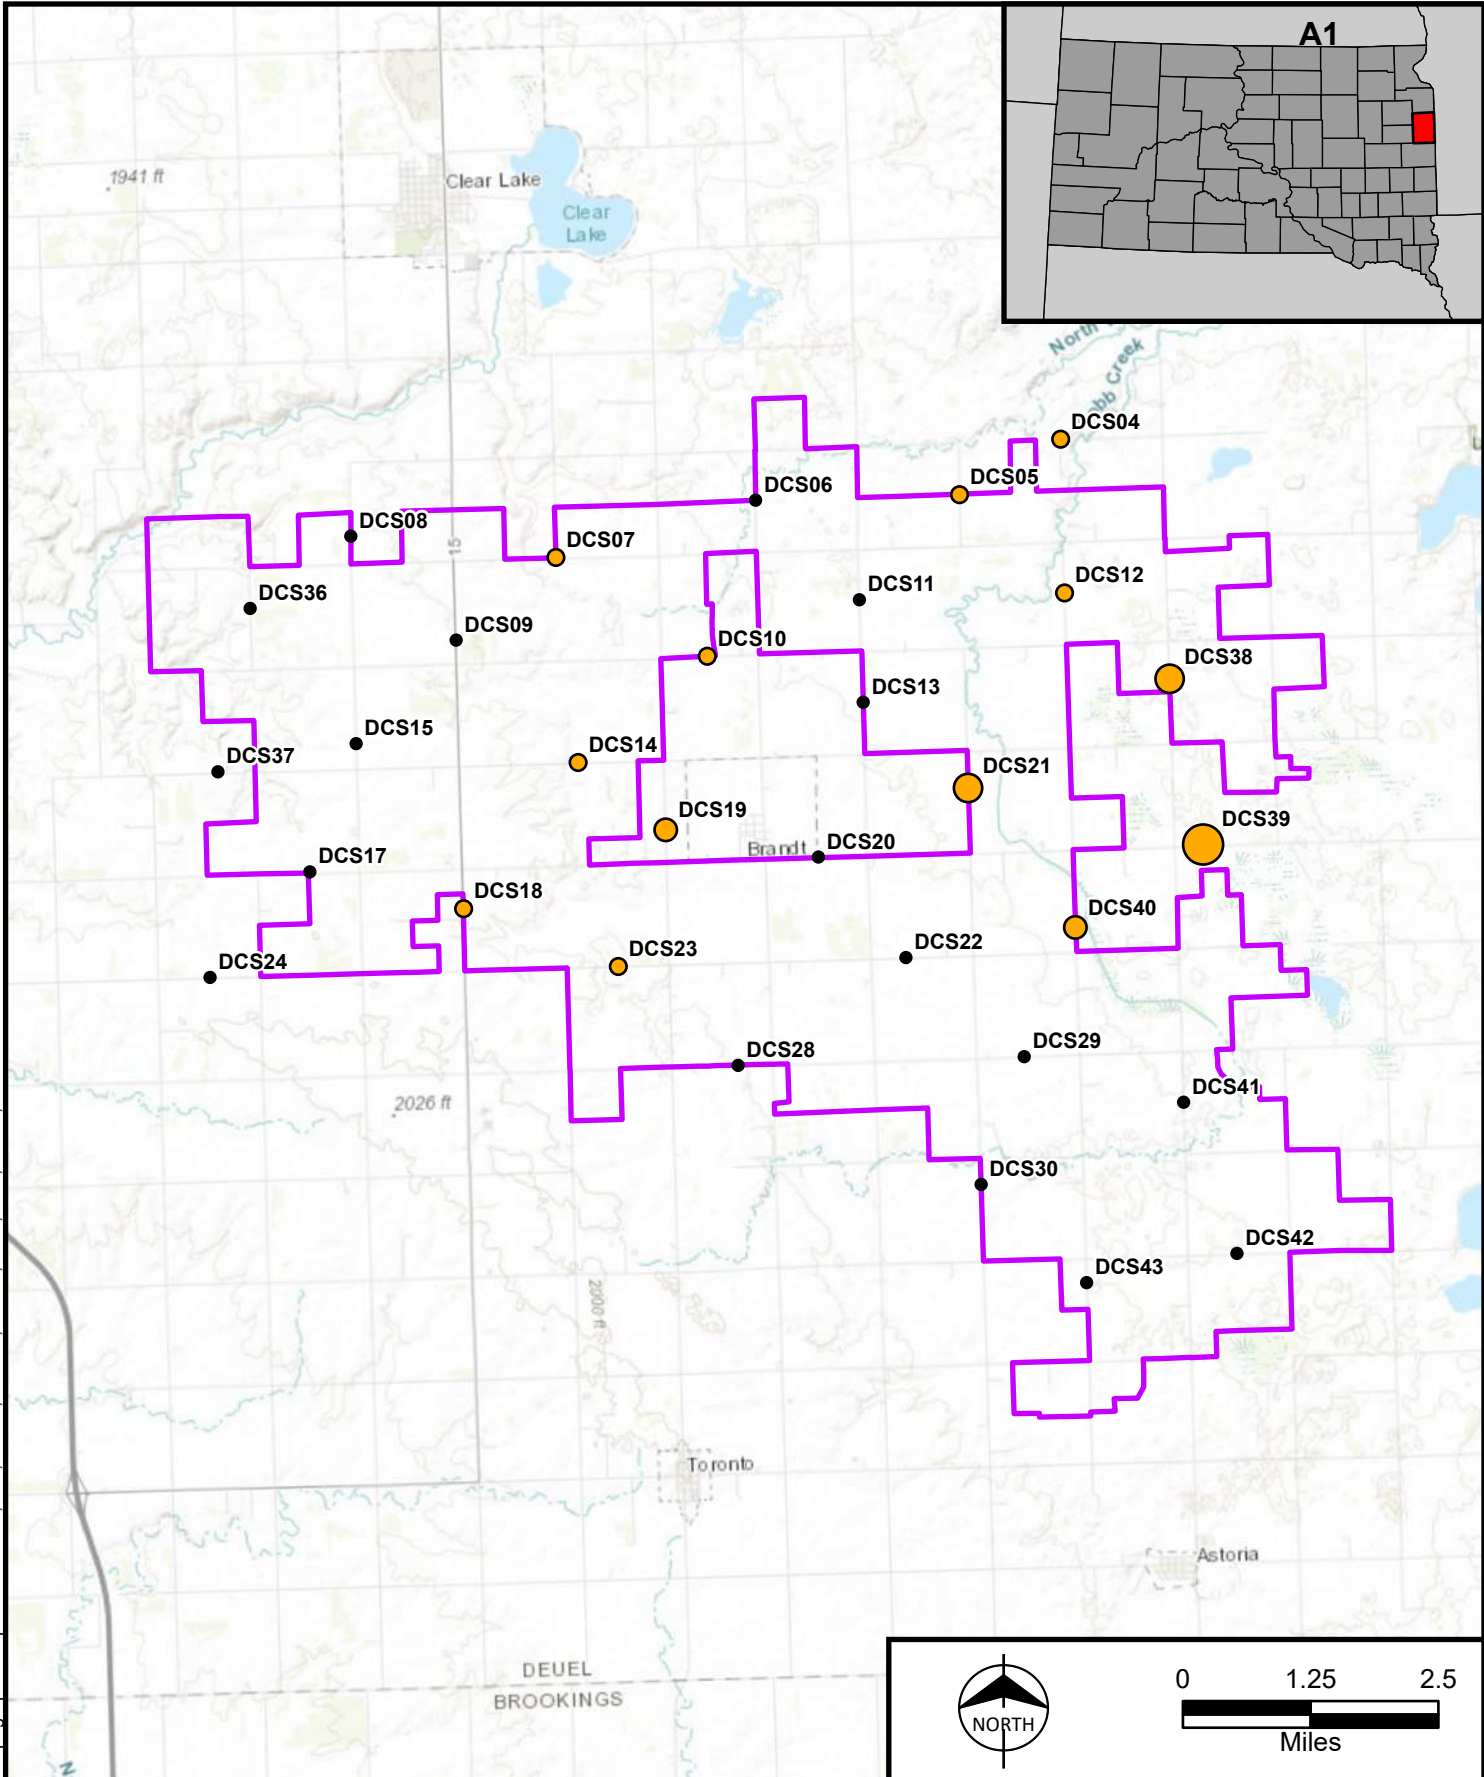 A1
1941 ft
Clear Lake
Clear
Lake
North
bb Creek
DCS04
DCS05
DCS06
DCS08
DCS07
15
DCS12
DCS11
DCS36
DCS09
DCS10
DCS38
DCS13
DCS15
DCS14
DCS37
DCS21
DCS19
DCS39
Brandt
DCS20
DCS17
DCS18
DCS40
DCS22
DCS23
DCS24
DCS29
DCS28
DCS41
2026 ft
DCS30
DCS42
DCS43
2000 ft
Toronto
Astoria
DEUEL
BROOKINGS
NORTH
0 1.25 2.5
Miles